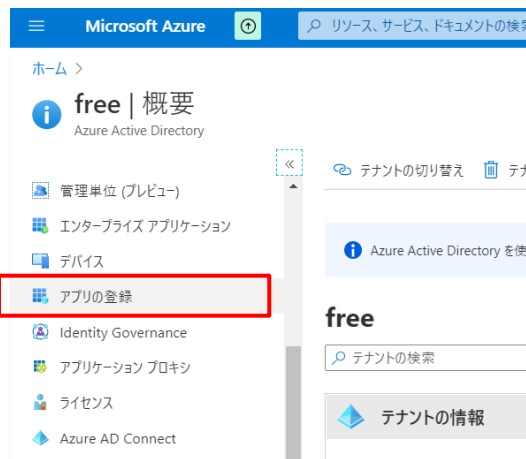 Microsoft Azure
リソース、サービス、ドキュメントの検索
ホーム >
free | 概要
Azure Active Directory
«
テナントの切り替え
テナ
管理単位 (プレビュー)
エンタープライズ アプリケーション
デバイス
Azure Active Directory を使
アプリの登録
free
Identity Governance
テナントの検索
アプリケーション プロキシ
ライセンス
テナントの情報
Azure AD Connect